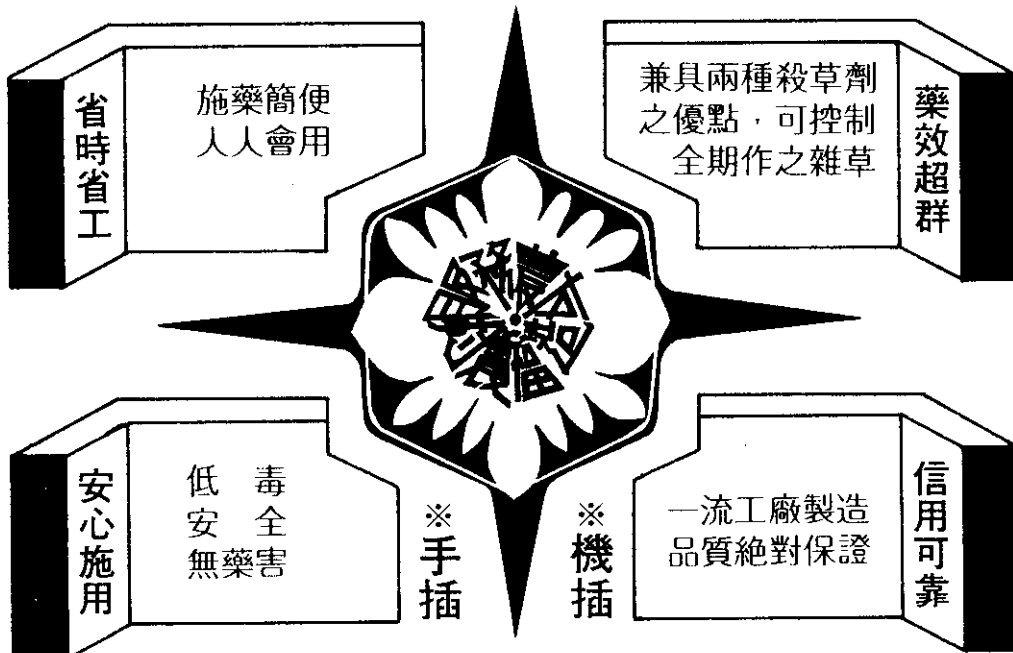 藥效超群
兼具兩種殺草劑
之優點，可控制
全期作之雜草
省時省工
施藥簡便
人人會用
信用可靠
一流工廠製造
品質絕對保證
※機插
※手插
安心施用
低　毒
安　全
無藥害